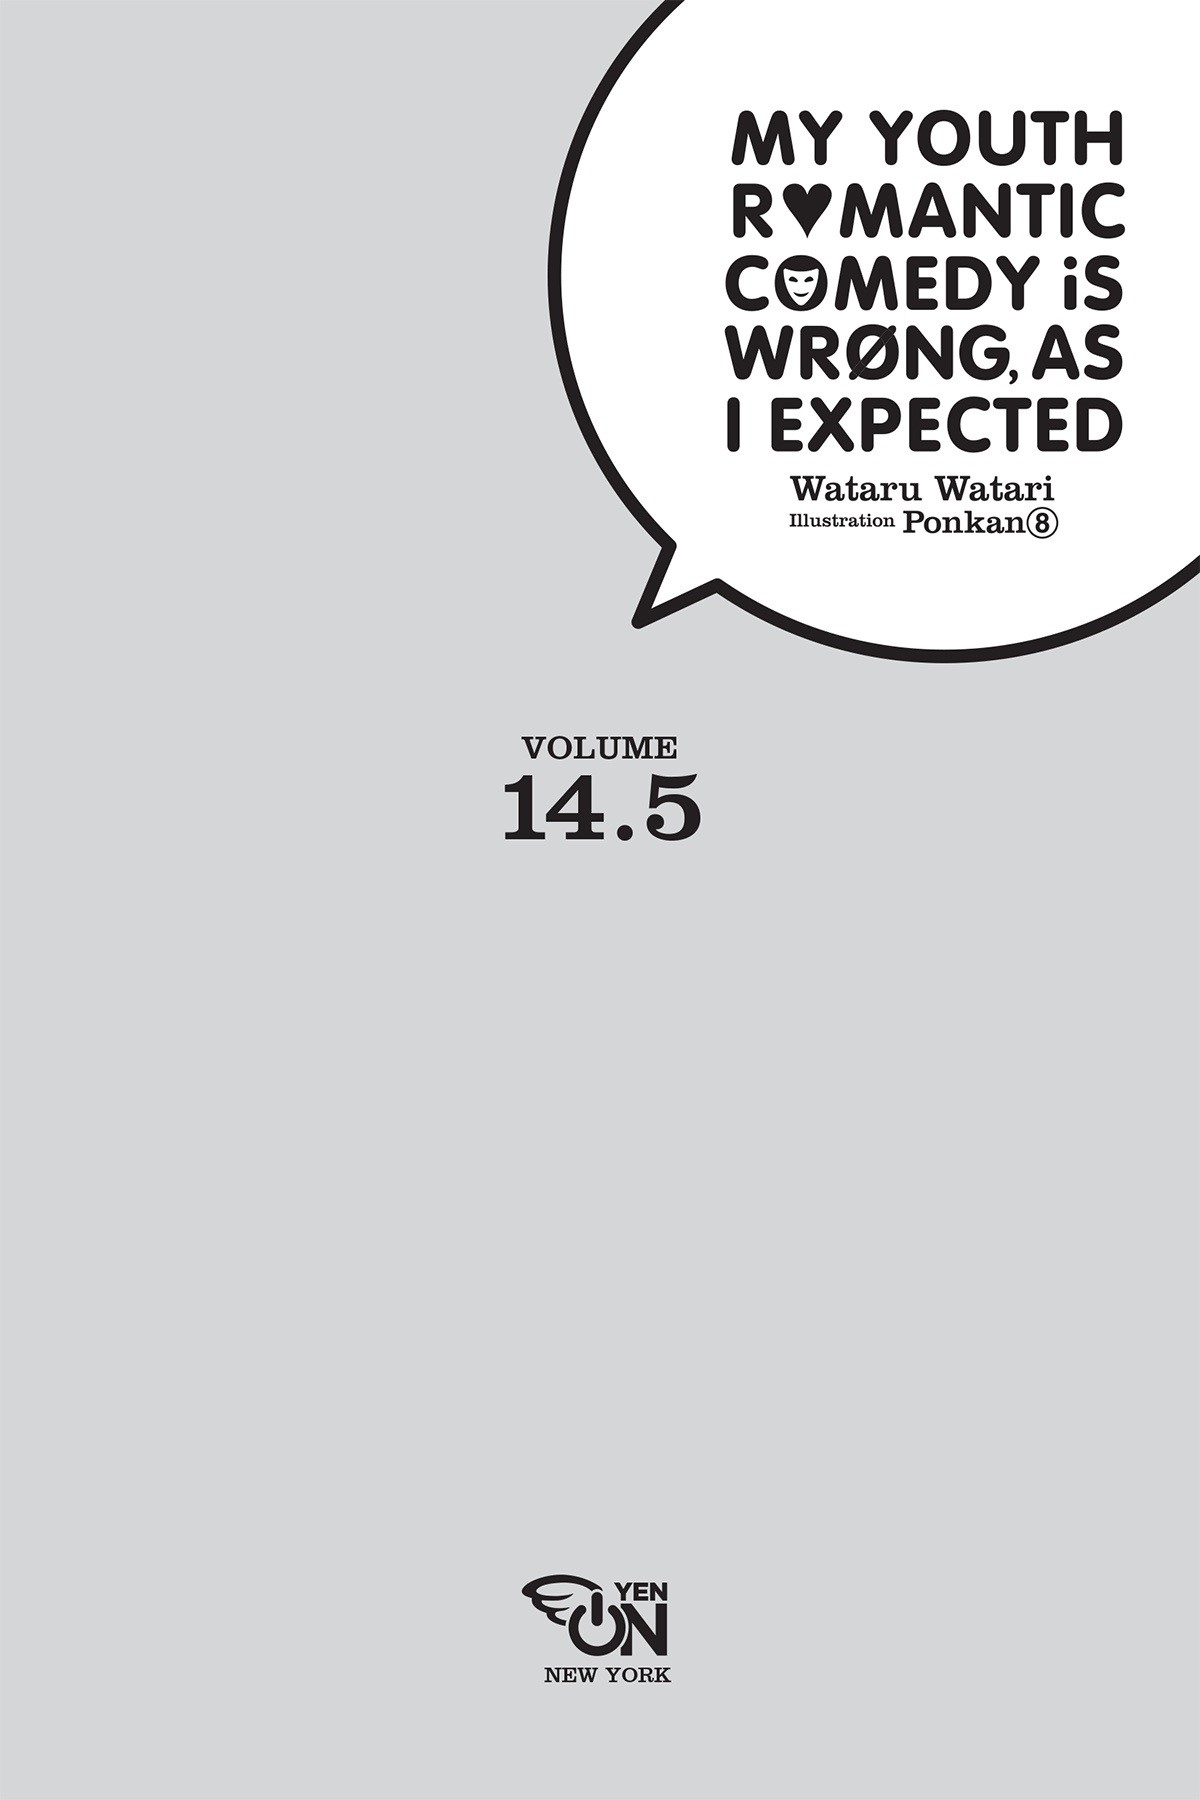 MY YOUTH
R♥MANTIC
COMEDY iS
WRØNG, AS
I EXPECTED
Wataru Watari
Illustration Ponkan⑧
VOLUME
14.5
YEN
ON
NEW YORK